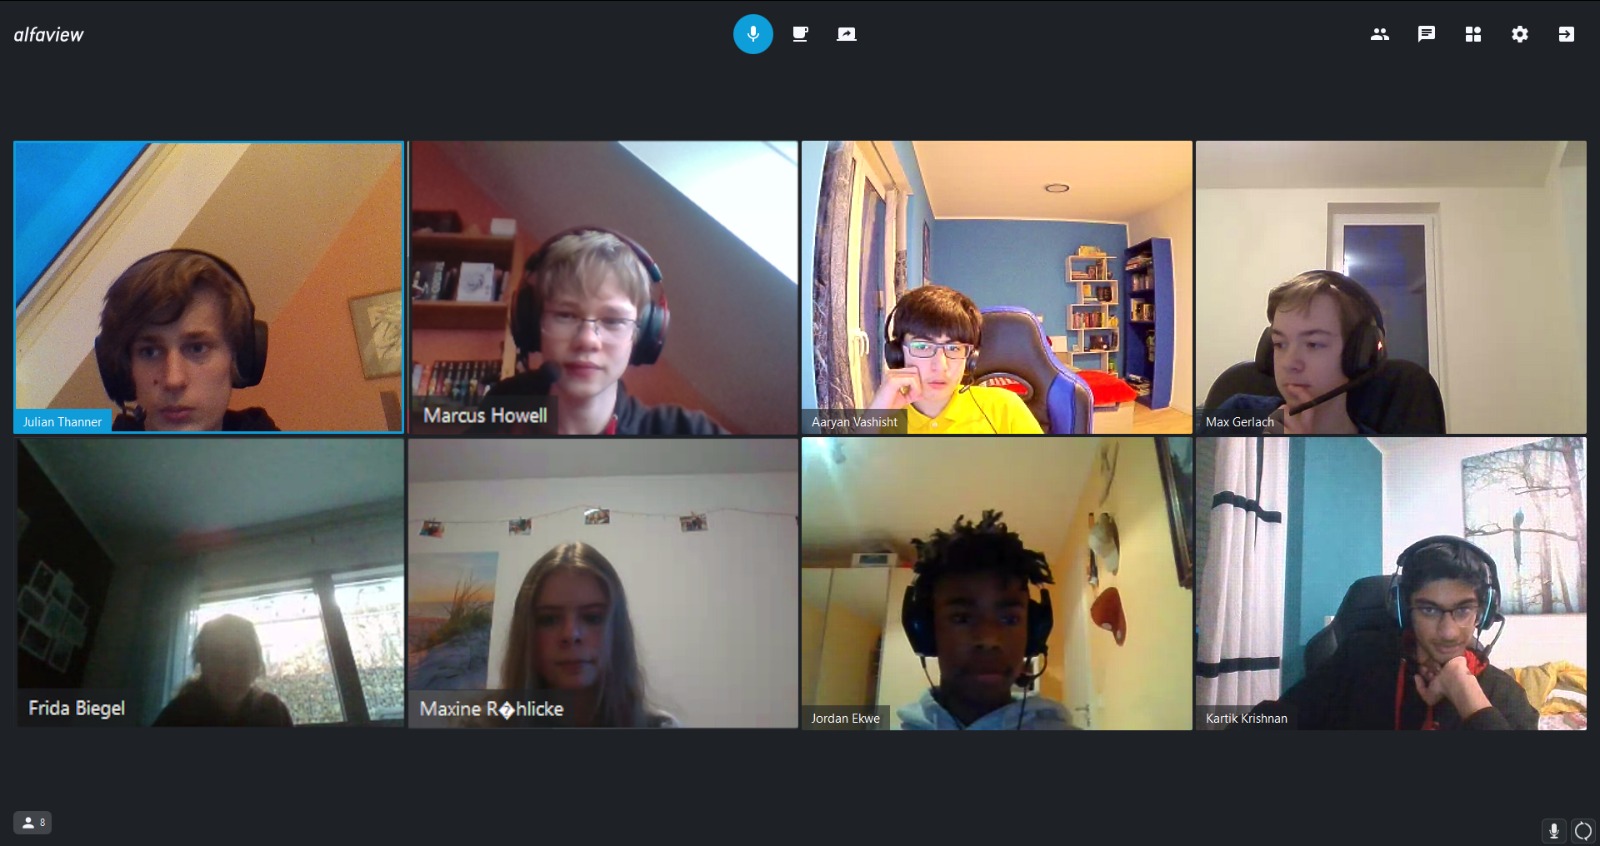 alfaview
Julian Thanner
Marcus Howell
Aaryan Vashisht
Max Gerlach
Frida Biegel
Maxine R�hlicke
Jordan Ekwe
Kartik Krishnan
8